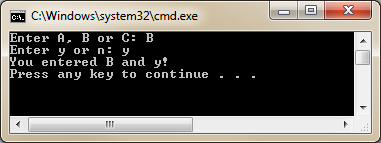 C:\Windows\system32\cmd.exe
Enter A, B or C: B
Enter y or n: y
You entered B and y!
Press any key to continue . . .